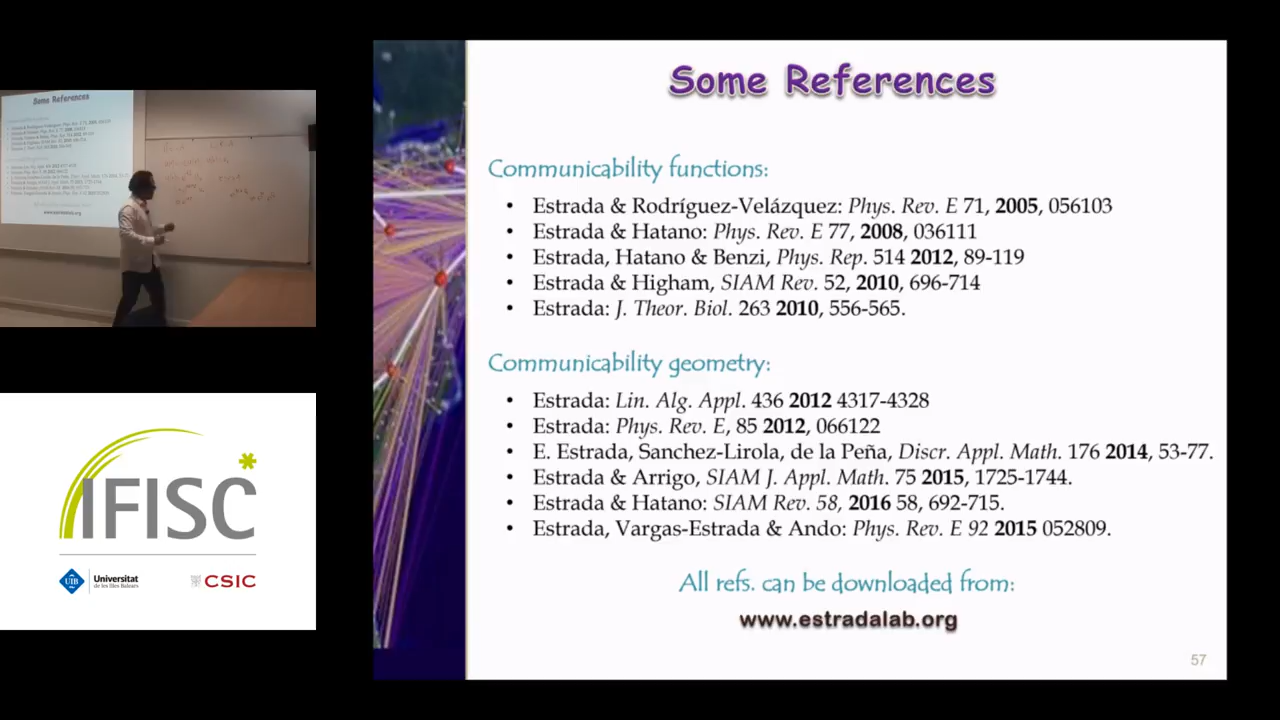 Some References
Communicability functions:
• Estrada & Rodríguez-Velázquez: Phys. Rev. E 71, 2005, 056103
• Estrada & Hatano: Phys. Rev. E 77, 2008, 036111
• Estrada, Hatano & Benzi, Phys. Rep. 514 2012, 89-119
• Estrada & Higham, SIAM Rev. 52, 2010, 696-714
• Estrada: J. Theor. Biol. 263 2010, 556-565.
Communicability geometry:
• Estrada: Lin. Alg. Appl. 436 2012 4317-4328
• Estrada: Phys. Rev. E, 85 2012, 066122
• E. Estrada, Sanchez-Lirola, de la Peña, Discr. Appl. Math. 176 2014, 53-77.
• Estrada & Arrigo, SIAM J. Appl. Math. 75 2015, 1725-1744.
• Estrada & Hatano: SIAM Rev. 58, 2016 58, 692-715.
• Estrada, Vargas-Estrada & Ando: Phys. Rev. E 92 2015 052809.
All refs. can be downloaded from:
www.estradalab.org
57
Some References
www.estradalab.org
IFISC
UIB
Universitat
de les Illes Balears
CSIC